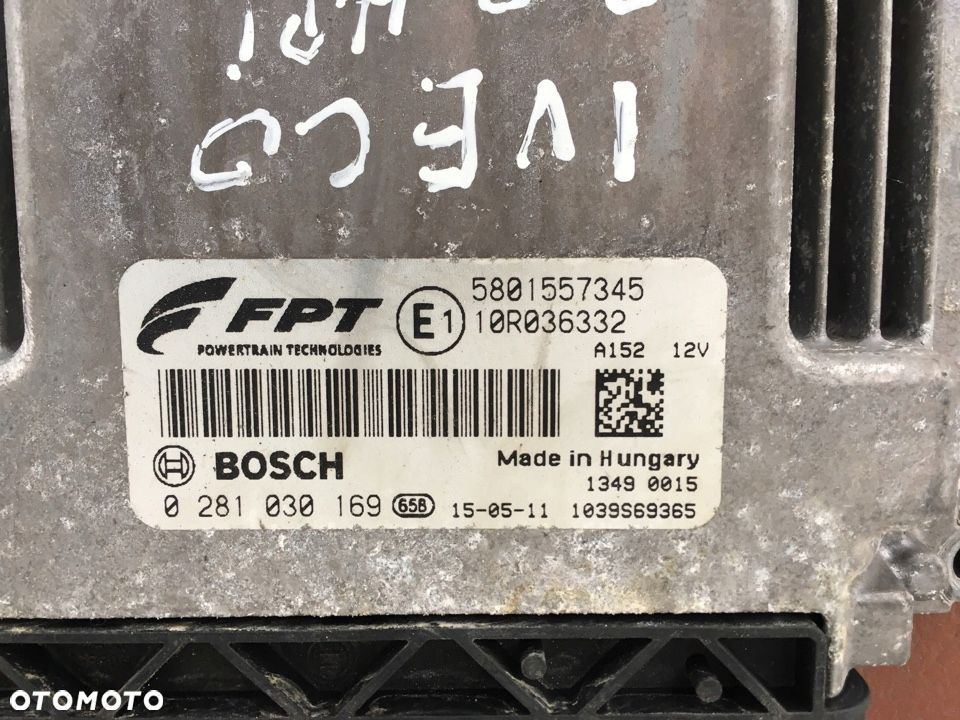 IVECO
FPT
POWERTRAIN TECHNOLOGIES
E1
5801557345
10R036332
A152 12V
BOSCH
Made in Hungary
1349 0015
0 281 030 169 65B 15-05-11 1039S69365
OTOMOTO